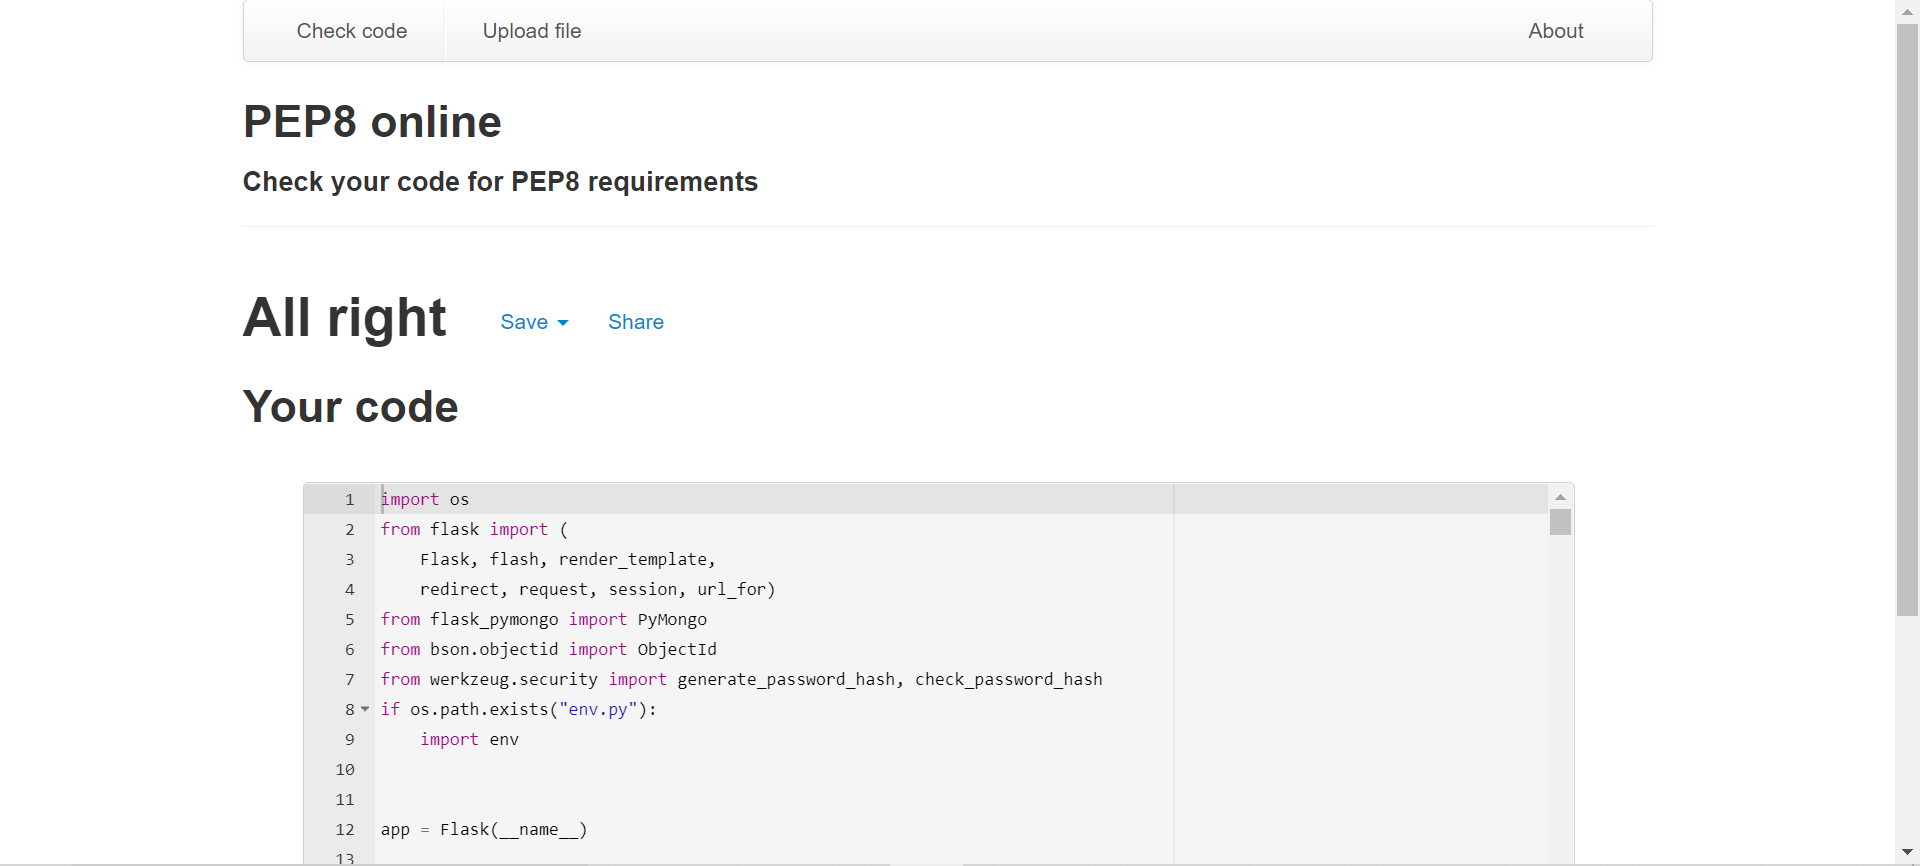 Check code Upload file About
PEP8 online
Check your code for PEP8 requirements
All right Save Share
Your code
1 import os
2 from flask import (
3     Flask, flash, render_template,
4     redirect, request, session, url_for)
5 from flask_pymongo import PyMongo
6 from bson.objectid import ObjectId
7 from werkzeug.security import generate_password_hash, check_password_hash
8 if os.path.exists("env.py"):
9     import env
10
11
12 app = Flask(__name__)
13